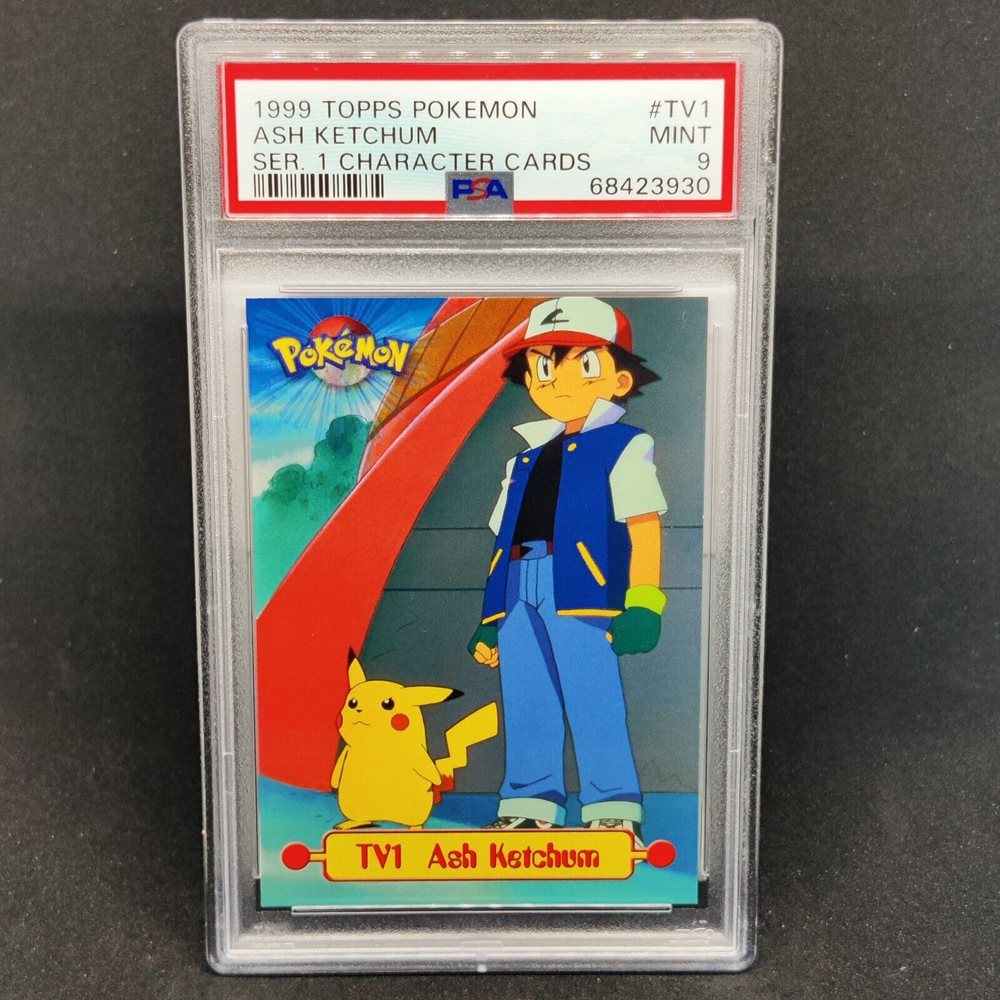 1999 TOPPS POKEMON #TV1
ASH KETCHUM MINT
SER. 1 CHARACTER CARDS 9
PSA 68423930
POKéMON
TV1 Ash Ketchum